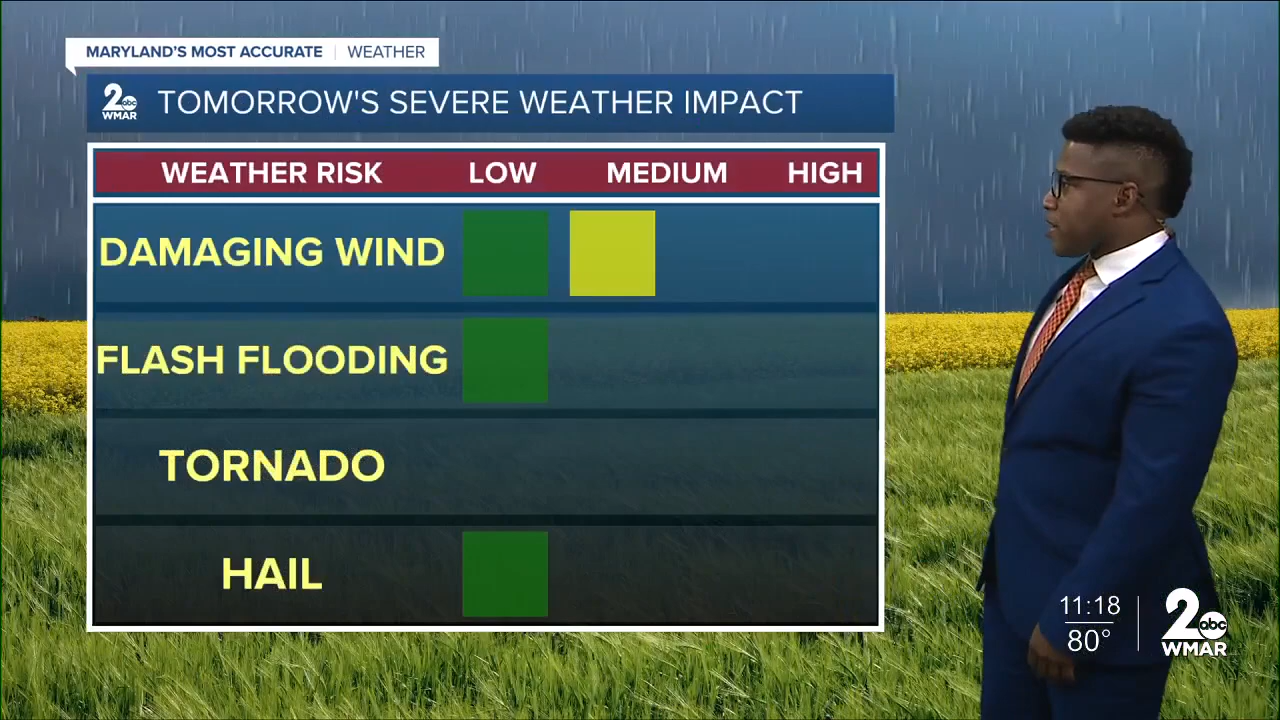 MARYLAND'S MOST ACCURATE | WEATHER
2 abc WMAR
TOMORROW'S SEVERE WEATHER IMPACT
WEATHER RISK LOW MEDIUM HIGH
DAMAGING WIND
FLASH FLOODING
TORNADO
HAIL
11:18
80°
2 abc
WMAR